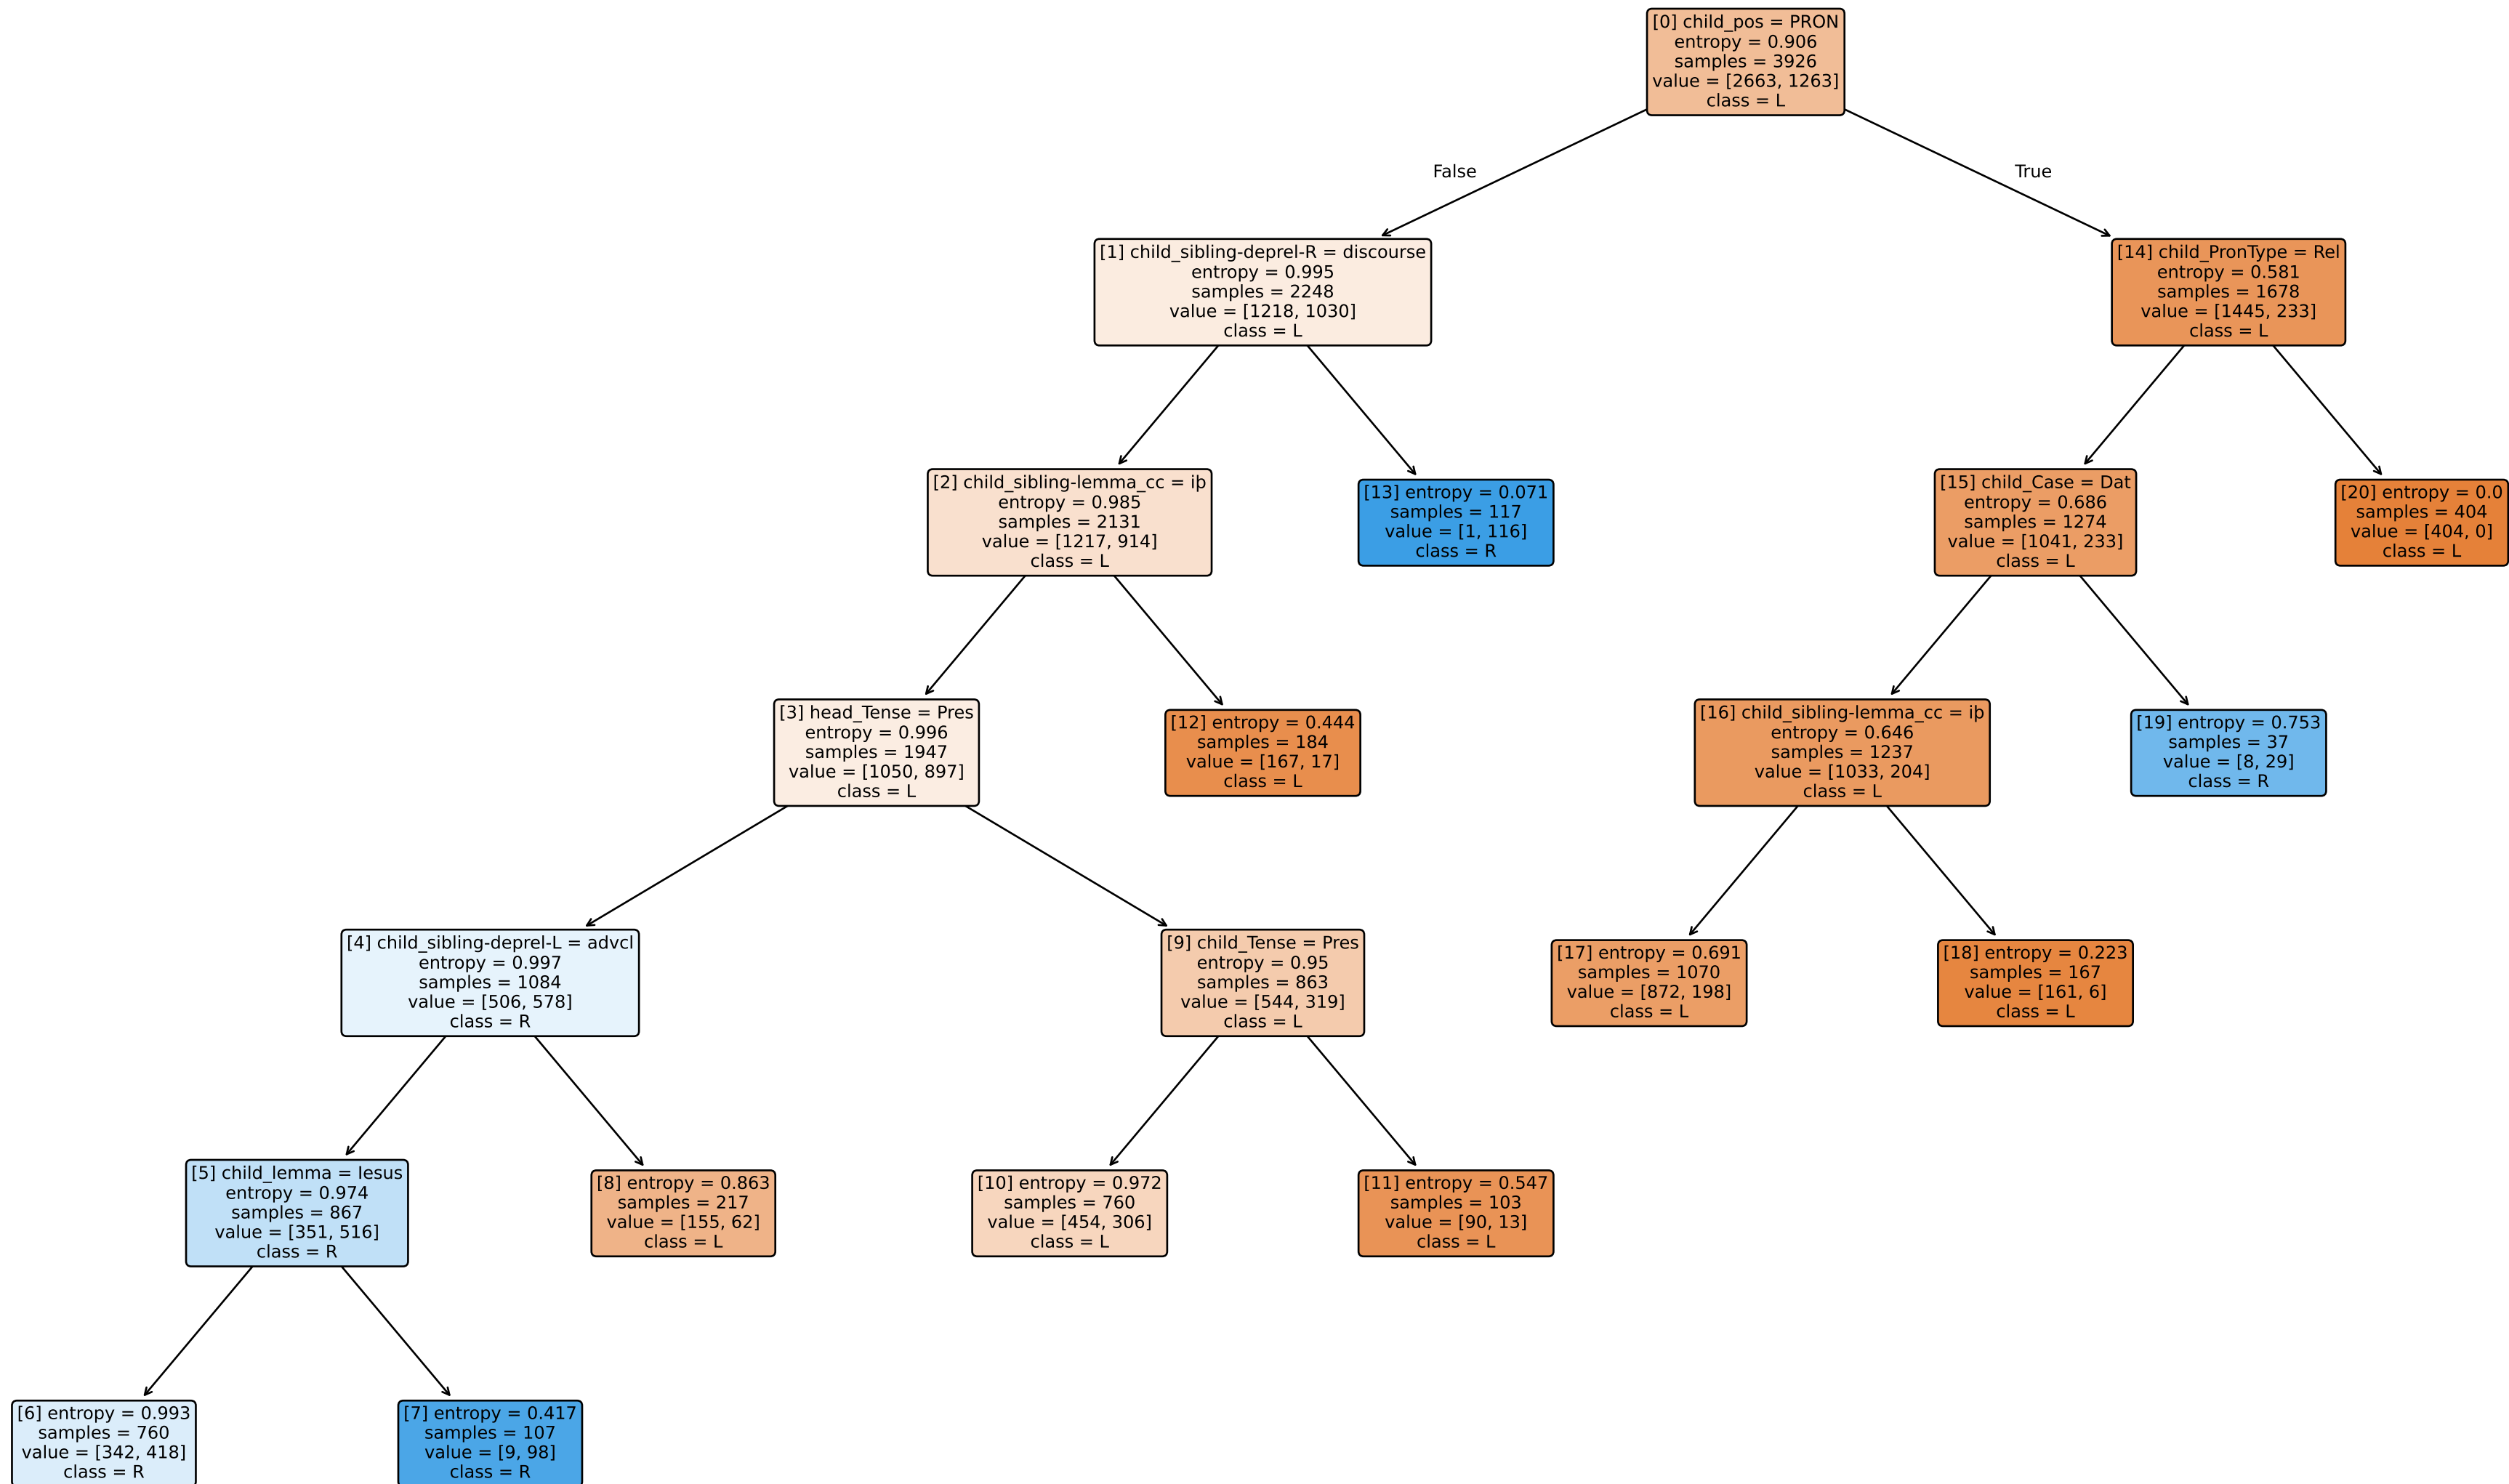 [0] child_pos = PRON
entropy = 0.906
samples = 3926
value = [2663, 1263]
class = L
False
True
[1] child_sibling-deprel-R = discourse
entropy = 0.995
samples = 2248
value = [1218, 1030]
class = L
[14] child_PronType = Rel
entropy = 0.581
samples = 1678
value = [1445, 233]
class = L
[2] child_sibling-lemma_cc = iþ
entropy = 0.985
samples = 2131
value = [1217, 914]
class = L
[13] entropy = 0.071
samples = 117
value = [1, 116]
class = R
[15] child_Case = Dat
entropy = 0.686
samples = 1274
value = [1041, 233]
class = L
[20] entropy = 0.0
samples = 404
value = [404, 0]
class = L
[3] head_Tense = Pres
entropy = 0.996
samples = 1947
value = [1050, 897]
class = L
[12] entropy = 0.444
samples = 184
value = [167, 17]
class = L
[16] child_sibling-lemma_cc = iþ
entropy = 0.646
samples = 1237
value = [1033, 204]
class = L
[19] entropy = 0.753
samples = 37
value = [8, 29]
class = R
[4] child_sibling-deprel-L = advcl
entropy = 0.997
samples = 1084
value = [506, 578]
class = R
[9] child_Tense = Pres
entropy = 0.95
samples = 863
value = [544, 319]
class = L
[17] entropy = 0.691
samples = 1070
value = [872, 198]
class = L
[18] entropy = 0.223
samples = 167
value = [161, 6]
class = L
[5] child_lemma = Iesus
entropy = 0.974
samples = 867
value = [351, 516]
class = R
[8] entropy = 0.863
samples = 217
value = [155, 62]
class = L
[10] entropy = 0.972
samples = 760
value = [454, 306]
class = L
[11] entropy = 0.547
samples = 103
value = [90, 13]
class = L
[6] entropy = 0.993
samples = 760
value = [342, 418]
class = R
[7] entropy = 0.417
samples = 107
value = [9, 98]
class = R